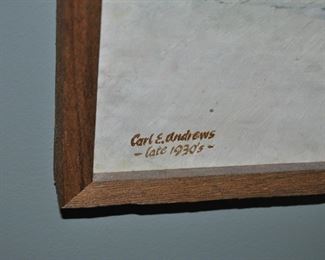 Carl E. Andrews
- late 1930's -